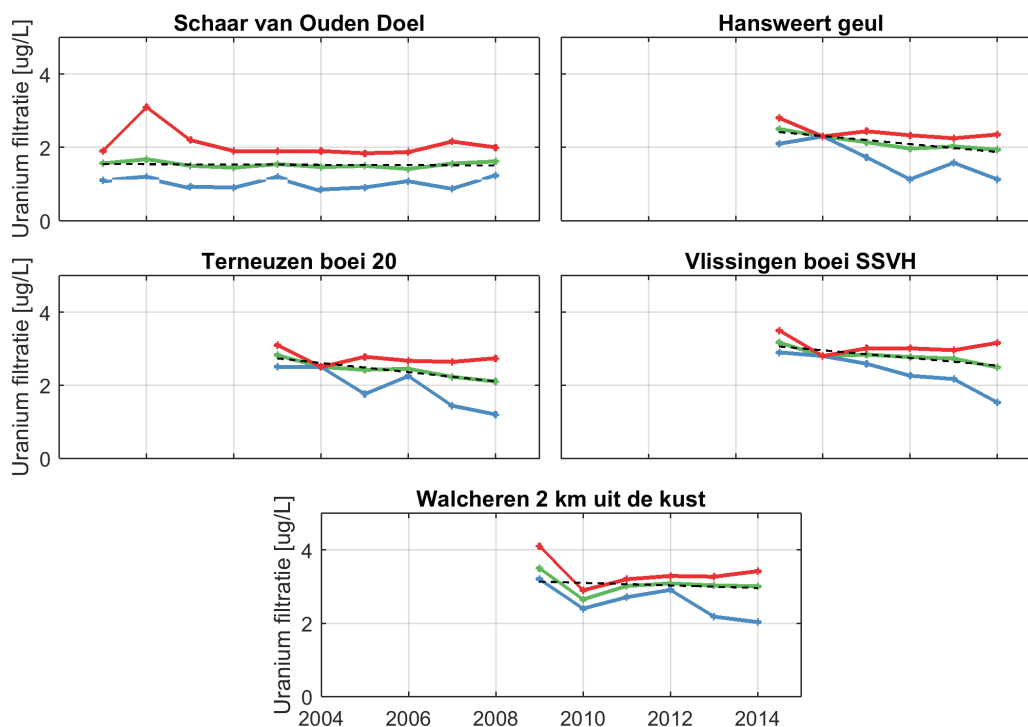 Schaar van Ouden Doel
Hansweert geul
Uranium filtratie [ug/L]
4
2
0
Terneuzen boei 20
Vlissingen boei SSVH
Uranium filtratie [ug/L]
4
2
0
Walcheren 2 km uit de kust
Uranium filtratie [ug/L]
4
2
0
2004 2006 2008 2010 2012 2014